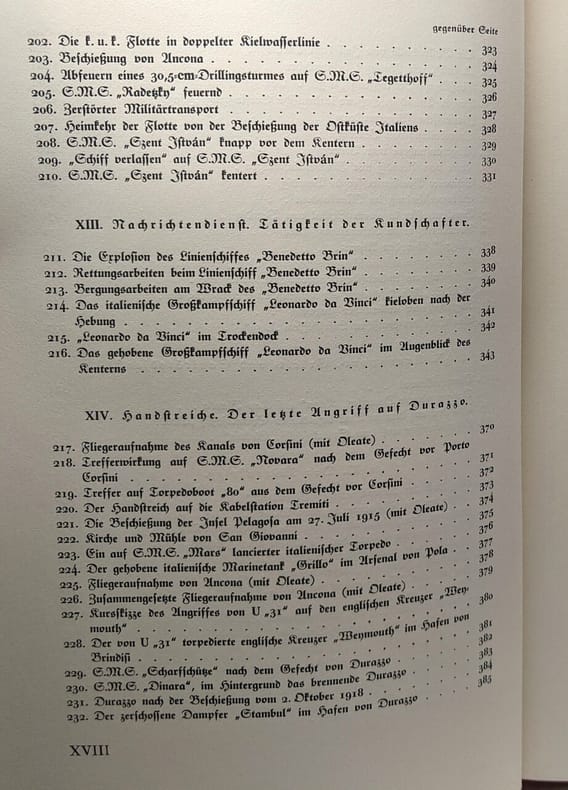 gegenüber Seite
202. Die k. u. k. Flotte in doppelter Kielwasserlinie . . . . . . . . 323
203. Beschießung von Ancona . . . . . . . . . . . . . . . 324
204. Abfeuern eines 30,5-cm-Drillingsturmes auf S.M.S. „Tegetthoff“ . . 325
205. S.M.S. „Radetzky“ feuernd . . . . . . . . . . . . . . 326
206. Zerstörter Militärtransport . . . . . . . . . . . . . . 327
207. Heimkehr der Flotte von der Beschießung der Ostküste Italiens . . . 328
208. S.M.S. „Szent István“ knapp vor dem Kentern . . . . . . . . 329
209. „Schiff verlassen“ auf S.M.S. „Szent István“ . . . . . . . . . 330
210. S.M.S. „Szent István“ kentert . . . . . . . . . . . . . 331
XIII. Nachrichtendienst. Tätigkeit der Kundschafter.
211. Die Explosion des Linienschiffes „Benedetto Brin“ . . . . . . . 338
212. Rettungsarbeiten beim Linienschiff „Benedetto Brin“ . . . . . . . 339
213. Bergungsarbeiten am Wrack des „Benedetto Brin“ . . . . . . . 340
214. Das italienische Großkampfschiff „Leonardo da Vinci“ kieloben nach der
Hebung . . . . . . . . . . . . . . . . . . . . 341
215. „Leonardo da Vinci“ im Trockendock . . . . . . . . . . . 342
216. Das gehobene Großkampfschiff „Leonardo da Vinci“ im Augenblick des
Kenterns . . . . . . . . . . . . . . . . . . . 343
XIV. Handstreiche. Der letzte Angriff auf Durazzo.
217. Fliegeraufnahme des Kanals von Corsini (mit Oleate) . . . . . . 370
218. Trefferwirkung auf S.M.S. „Novara“ nach dem Gefecht vor Porto
Corsini . . . . . . . . . . . . . . . . . . . 371
219. Treffer auf Torpedoboot „80“ aus dem Gefecht vor Corsini . . . . 372
220. Der Handstreich auf die Kabelstation Tremiti . . . . . . . . 373
221. Die Beschießung der Insel Pelagosa am 27. Juli 1915 (mit Oleate) . . 374
222. Kirche und Mühle von San Giovanni . . . . . . . . . . . 375
223. Ein auf S.M.S. „Mars“ lancierter italienischer Torpedo . . . . . 376
224. Der gehobene italienische Marinetank „Grillo“ im Arsenal von Pola . . 377
225. Fliegeraufnahme von Ancona (mit Oleate) . . . . . . . . . 378
226. Zusammengesetzte Fliegeraufnahme von Ancona (mit Oleate) . . . . 379
227. Kursskizze des Angriffes von U „31“ auf den englischen Kreuzer „Wey-
mouth“ . . . . . . . . . . . . . . . . . . . 380
228. Der von U „31“ torpedierte englische Kreuzer „Weymouth“ im Hafen von
Brindisi . . . . . . . . . . . . . . . . . . . 381
229. S.M.S. „Scharfschütze“ nach dem Gefecht von Durazzo . . . . . 382
230. S.M.S. „Dinara“, im Hintergrund das brennende Durazzo . . . . 383
231. Durazzo nach der Beschießung vom 2. Oktober 1918 . . . . . . 384
232. Der zerschossene Dampfer „Stambul“ im Hafen von Durazzo . . . 385
XVIII